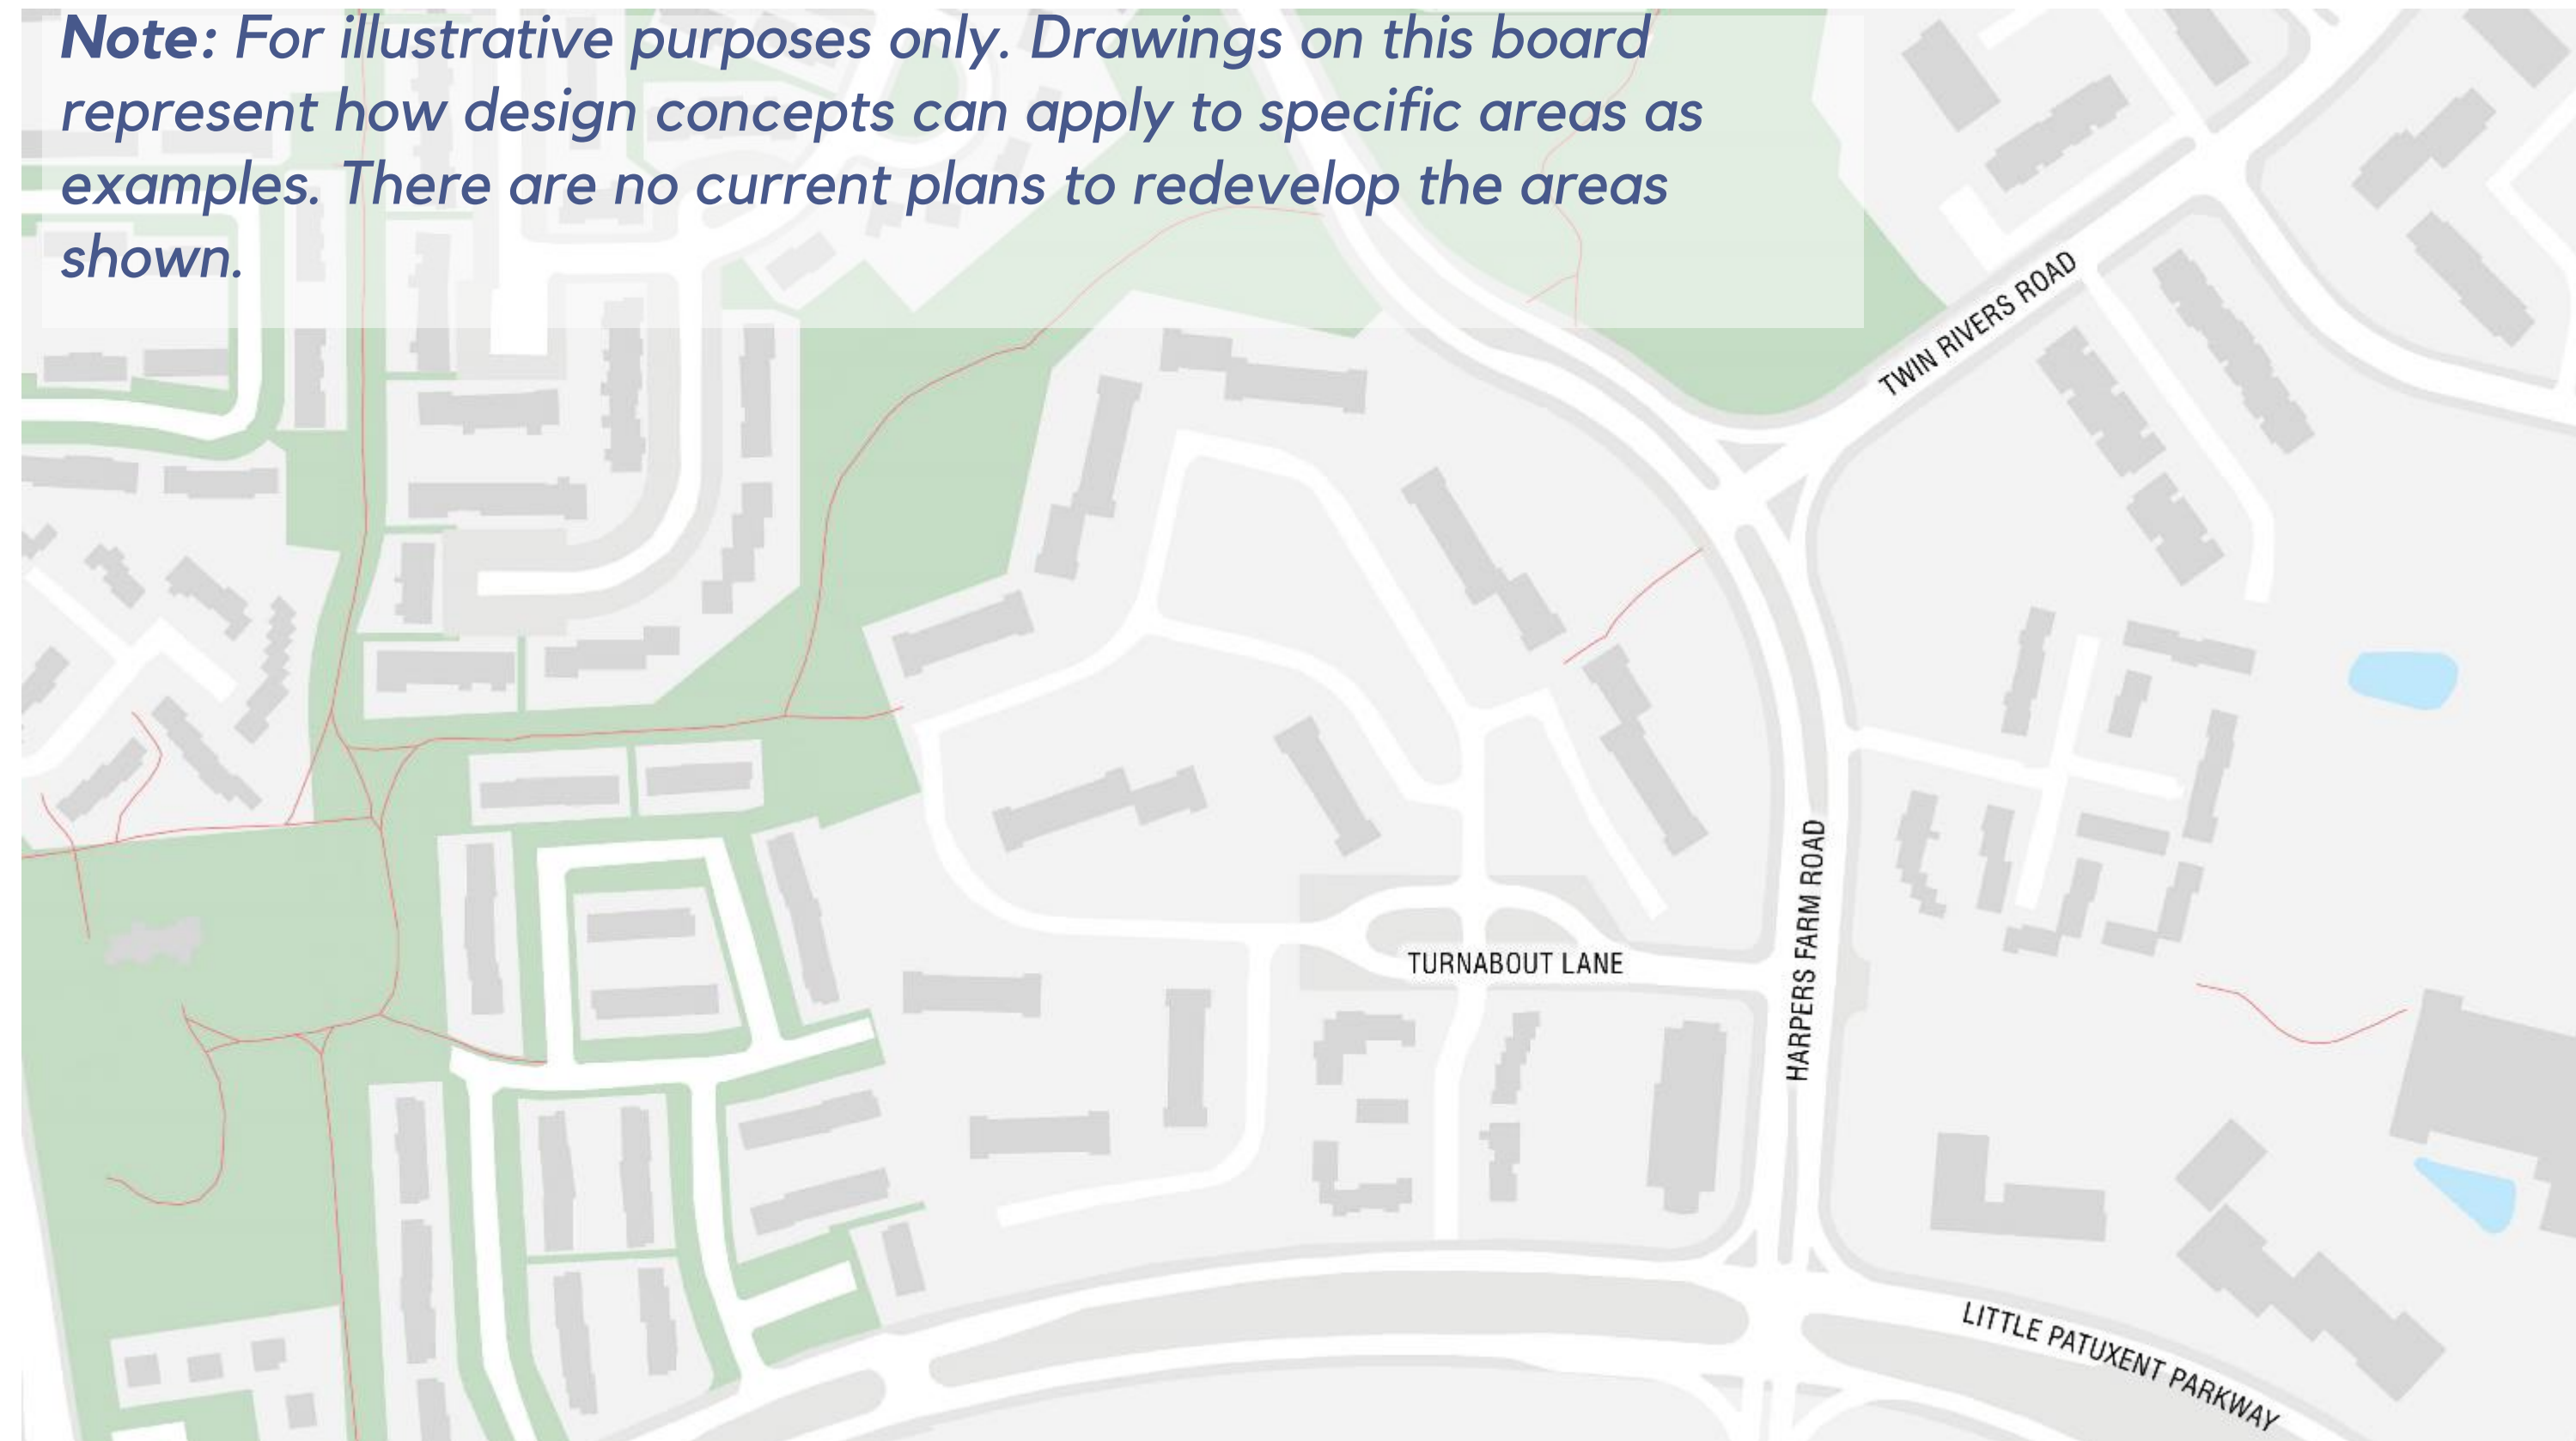 Note: For illustrative purposes only. Drawings on this board
represent how design concepts can apply to specific areas as
examples. There are no current plans to redevelop the areas
shown.
TWIN RIVERS ROAD
HARPERS FARM ROAD
TURNABOUT LANE
LITTLE PATUXENT PARKWAY